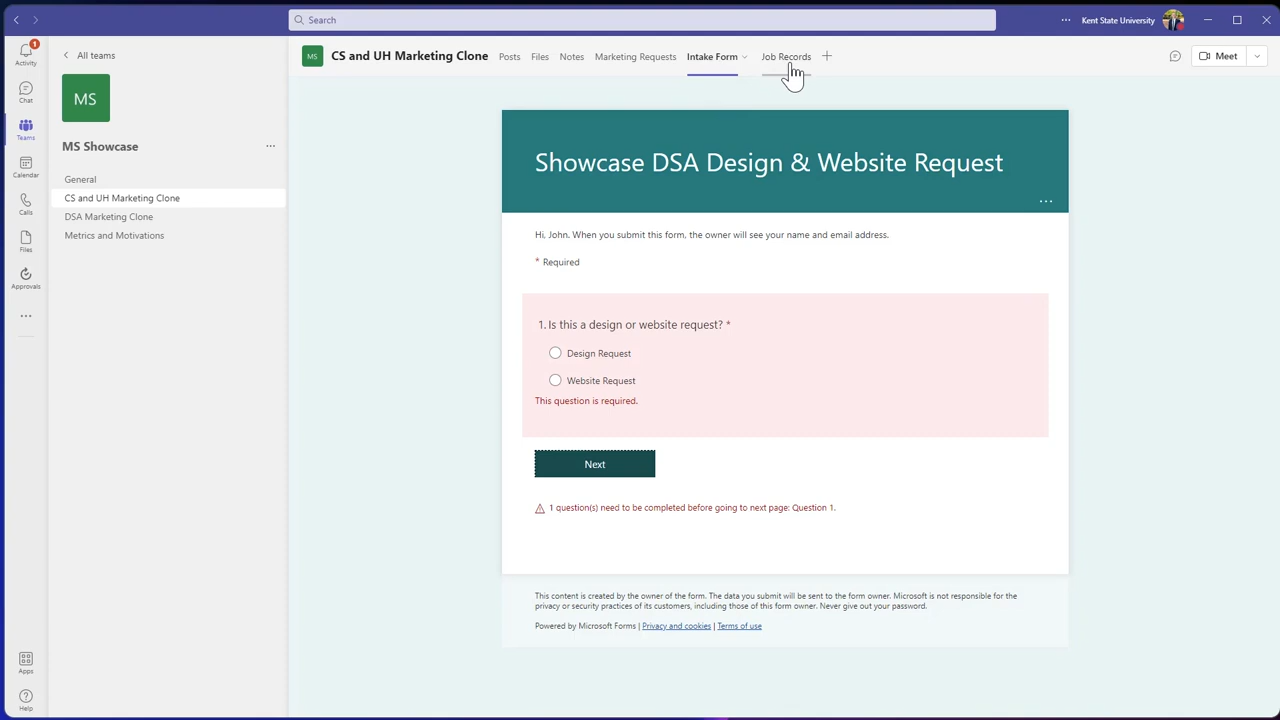 Search
Kent State University
Activity
1
Chat
Teams
Calendar
Calls
Files
Approvals
Apps
Help
All teams
MS
MS Showcase
General
CS and UH Marketing Clone
DSA Marketing Clone
Metrics and Motivations
MS
CS and UH Marketing Clone
Posts
Files
Notes
Marketing Requests
Intake Form
Job Records
Meet
Showcase DSA Design & Website Request
Hi, John. When you submit this form, the owner will see your name and email address.
* Required
1. Is this a design or website request? *
Design Request
Website Request
This question is required.
Next
1 question(s) need to be completed before going to next page: Question 1.
This content is created by the owner of the form. The data you submit will be sent to the form owner. Microsoft is not responsible for the
privacy or security practices of its customers, including those of this form owner. Never give out your password.
Powered by Microsoft Forms | Privacy and cookies | Terms of use